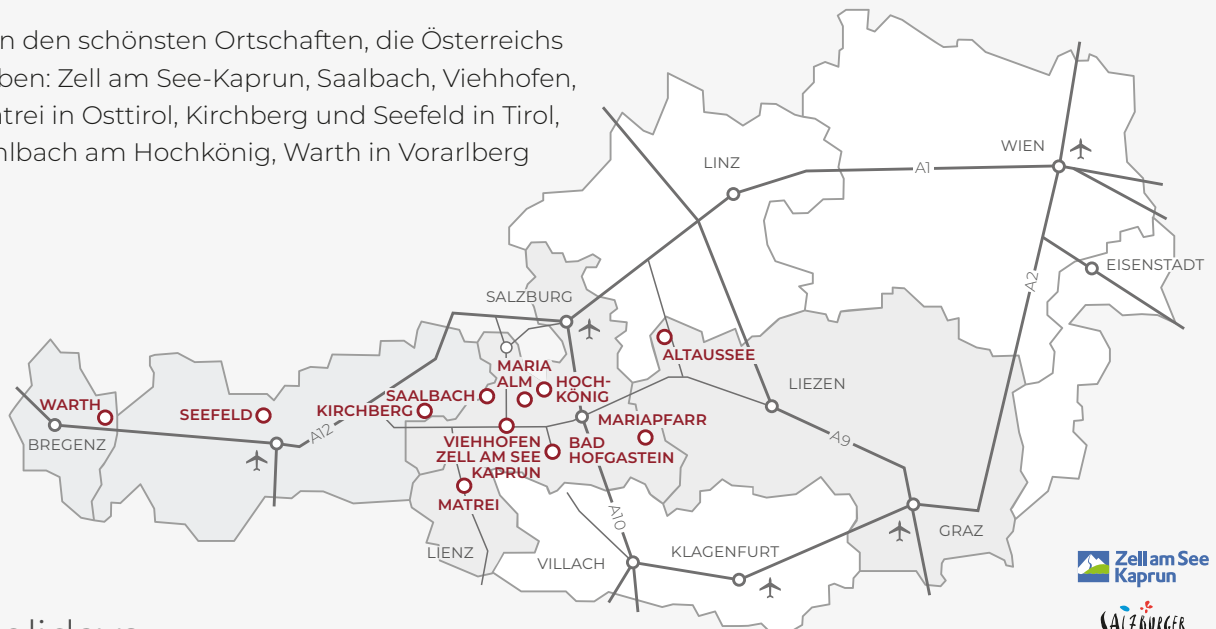 n den schönsten Ortschaften, die Österreichs
ben: Zell am See-Kaprun, Saalbach, Viehhofen,
trei in Osttirol, Kirchberg und Seefeld in Tirol,
hlbach am Hochkönig, Warth in Vorarlberg
WIEN
LINZ
A1
EISENSTADT
A2
SALZBURG
ALTAUSSEE
MARIA
ALM
HOCH-
KÖNIG
LIEZEN
SAALBACH
KIRCHBERG
WARTH
SEEFELD
MARIAPFARR
BREGENZ
A12
A9
VIEHHOFEN
ZELL AM SEE
KAPRUN
BAD
HOFGASTEIN
MATREI
A10
GRAZ
LIENZ
VILLACH
KLAGENFURT
Zell am See
Kaprun
SALZBURGER